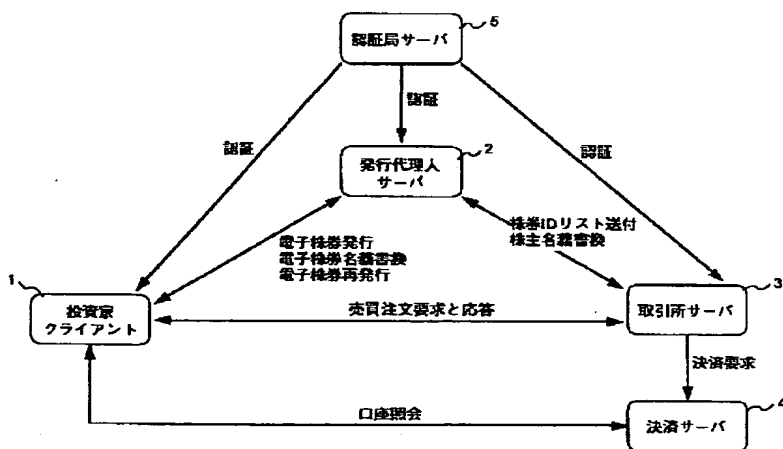 5
認証局サーバ
認証
認証
認証
2
発行代理人
サーバ
株券IDリスト送付
株主名義書換
電子株券発行
電子株券名義書換
電子株券再発行
1
投資家
クライアント
売買注文要求と応答
3
取引所サーバ
決済要求
口座照会
4
決済サーバ